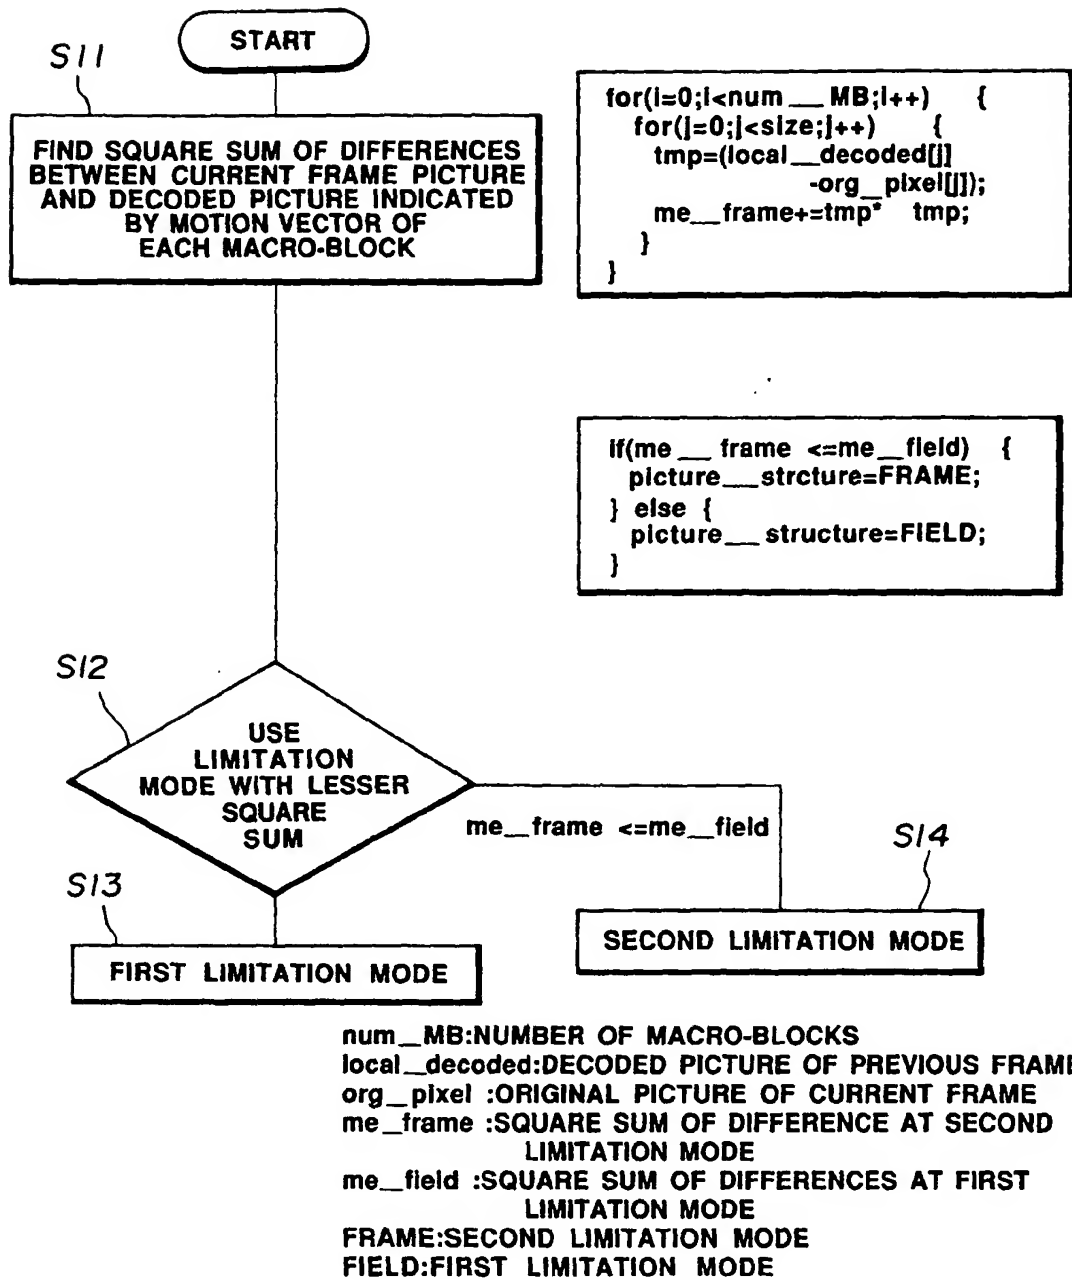 START
S11
FIND SQUARE SUM OF DIFFERENCES
BETWEEN CURRENT FRAME PICTURE
AND DECODED PICTURE INDICATED
BY MOTION VECTOR OF
EACH MACRO-BLOCK
for(i=0;i<num__MB;i++) {
for(j=0;j<size;j++) {
tmp=(local__decoded[j]
-org__pixel[j]);
me__frame+=tmp* tmp;
}
}
if(me__frame <=me__field) {
picture__strcture=FRAME;
} else {
picture__structure=FIELD;
}
S12
USE
LIMITATION
MODE WITH LESSER
SQUARE
SUM
me__frame <=me__field
S14
SECOND LIMITATION MODE
S13
FIRST LIMITATION MODE
num__MB:NUMBER OF MACRO-BLOCKS
local__decoded:DECODED PICTURE OF PREVIOUS FRAME
org__pixel :ORIGINAL PICTURE OF CURRENT FRAME
me__frame :SQUARE SUM OF DIFFERENCE AT SECOND
LIMITATION MODE
me__field :SQUARE SUM OF DIFFERENCES AT FIRST
LIMITATION MODE
FRAME:SECOND LIMITATION MODE
FIELD:FIRST LIMITATION MODE